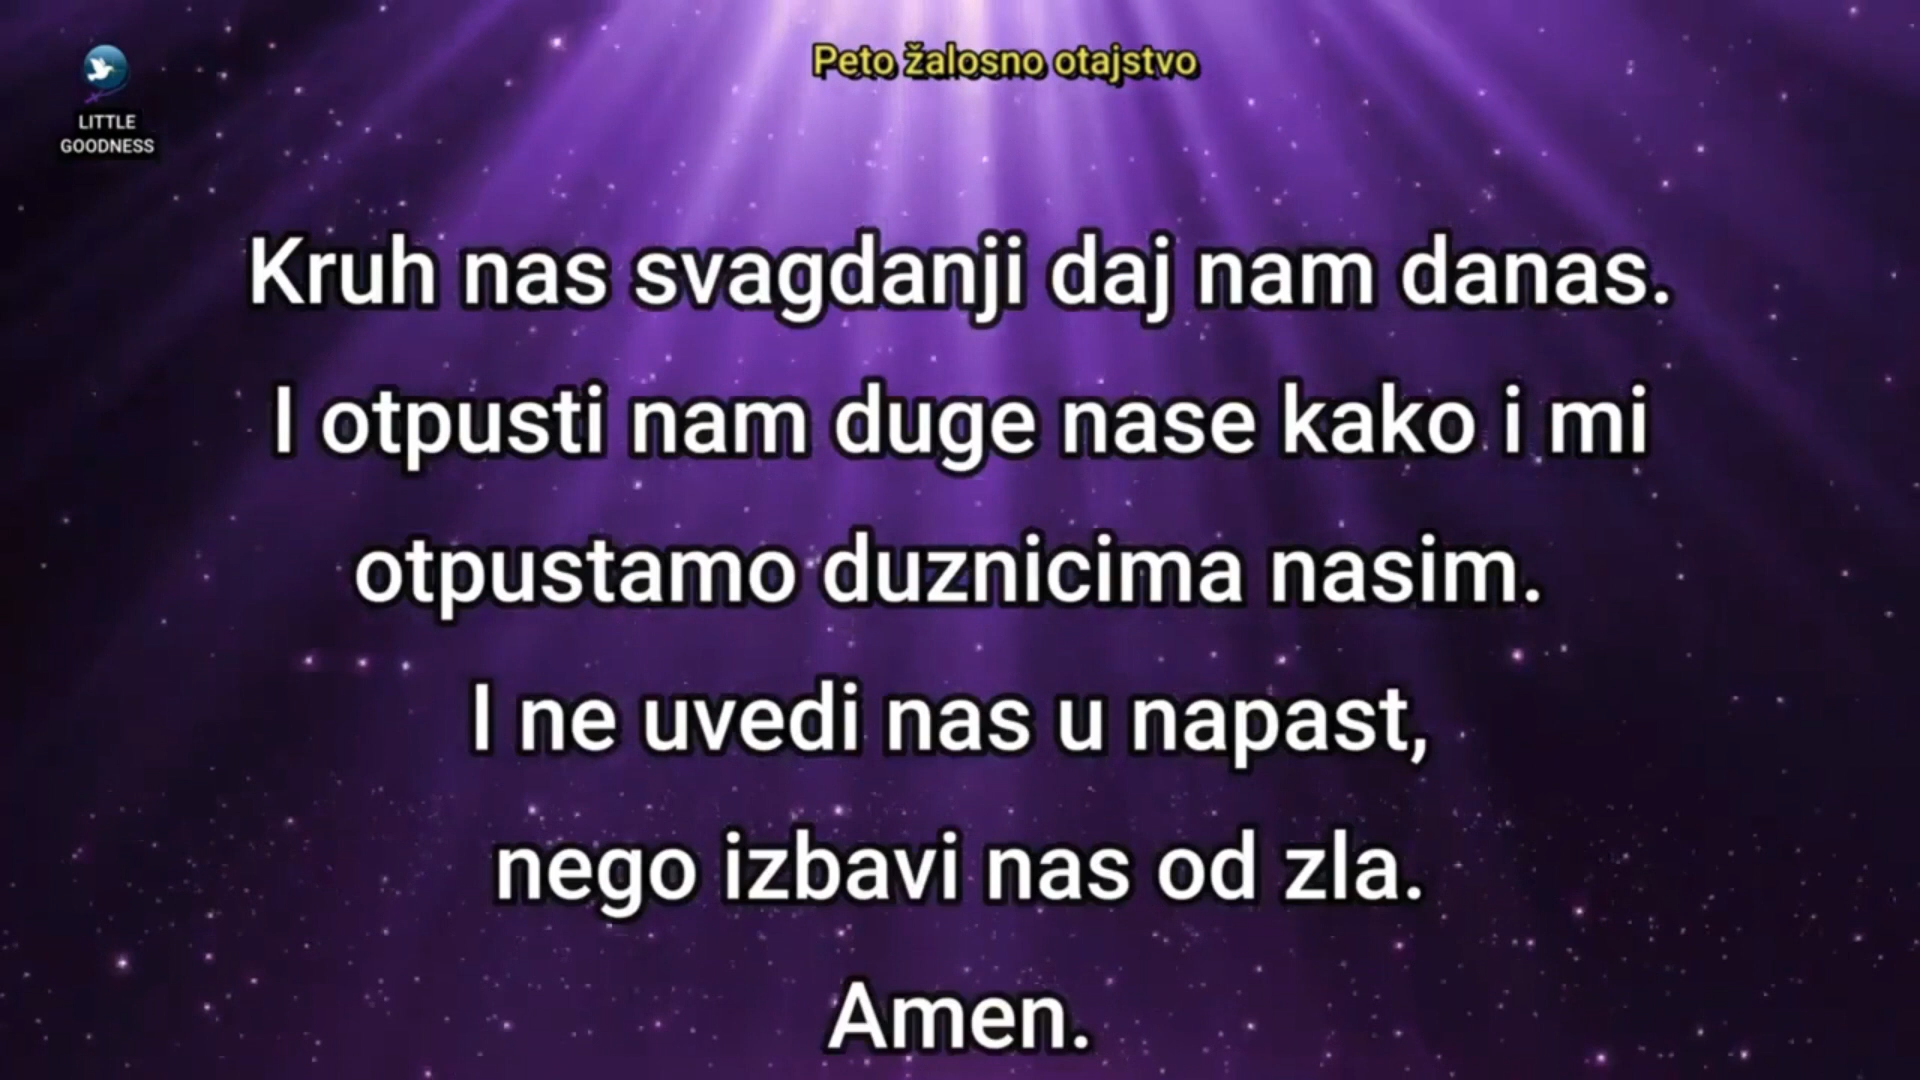 Peto žalosno otajstvo
LITTLE
GOODNESS
Kruh nas svagdanji daj nam danas.
I otpusti nam duge nase kako i mi
otpustamo duznicima nasim.
I ne uvedi nas u napast,
nego izbavi nas od zla.
Amen.